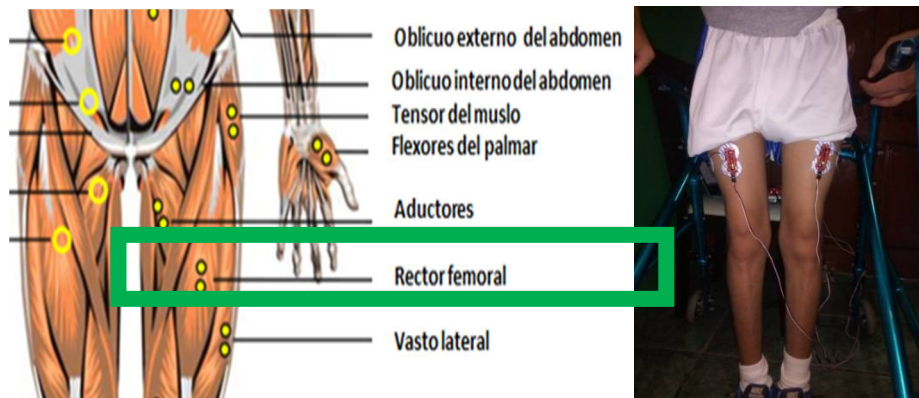 Oblicuo externo del abdomen
Oblicuo interno del abdomen
Tensor del muslo
Flexores del palmar
Aductores
Rector femoral
Vasto lateral